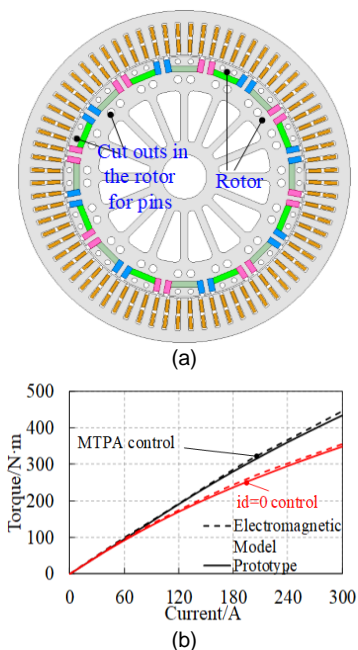 Cut outs in
the rotor
for pins
Rotor
(a)
Torque/N·m
500
400
300
200
100
0
MTPA control
id=0 control
Electromagnetic
Model
Prototype
0
60
120
180
240
300
Current/A
(b)